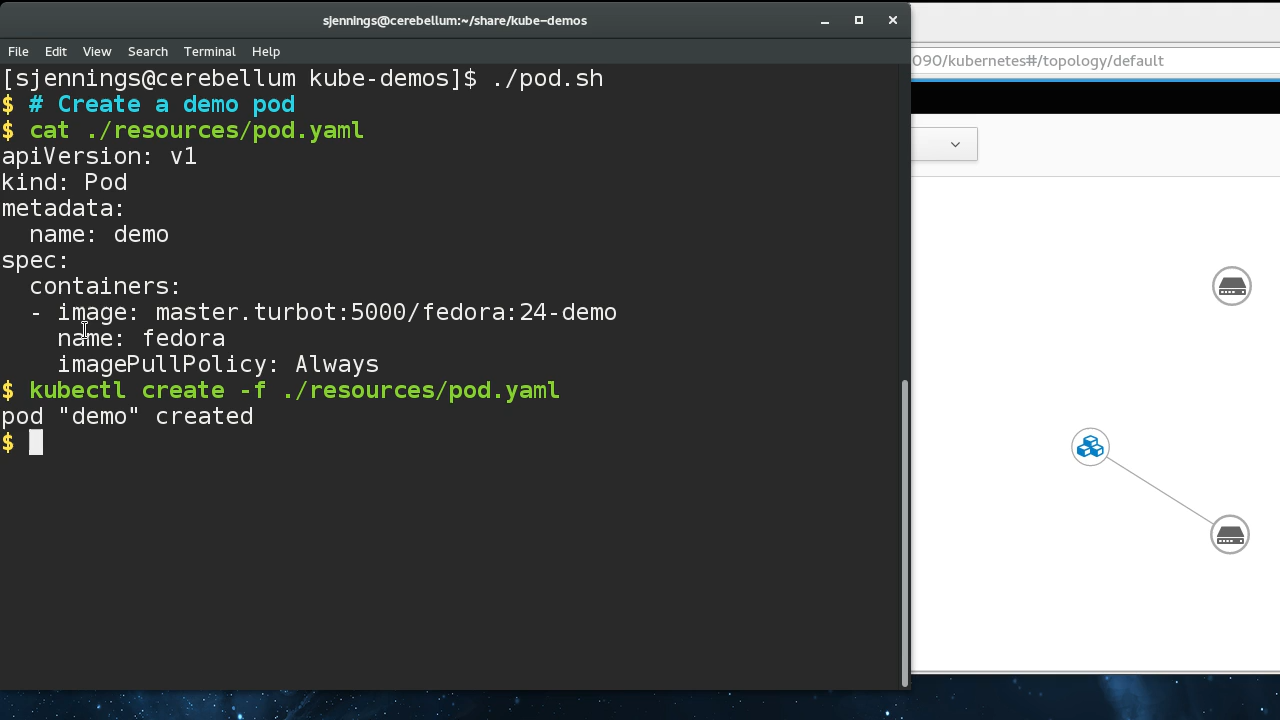 sjennings@cerebellum:~/share/kube-demos
File Edit View Search Terminal Help
[sjennings@cerebellum kube-demos]$ ./pod.sh
$ # Create a demo pod
$ cat ./resources/pod.yaml
apiVersion: v1
kind: Pod
metadata:
  name: demo
spec:
  containers:
  - image: master.turbot:5000/fedora:24-demo
    name: fedora
    imagePullPolicy: Always
$ kubectl create -f ./resources/pod.yaml
pod "demo" created
$
090/kubernetes#/topology/default